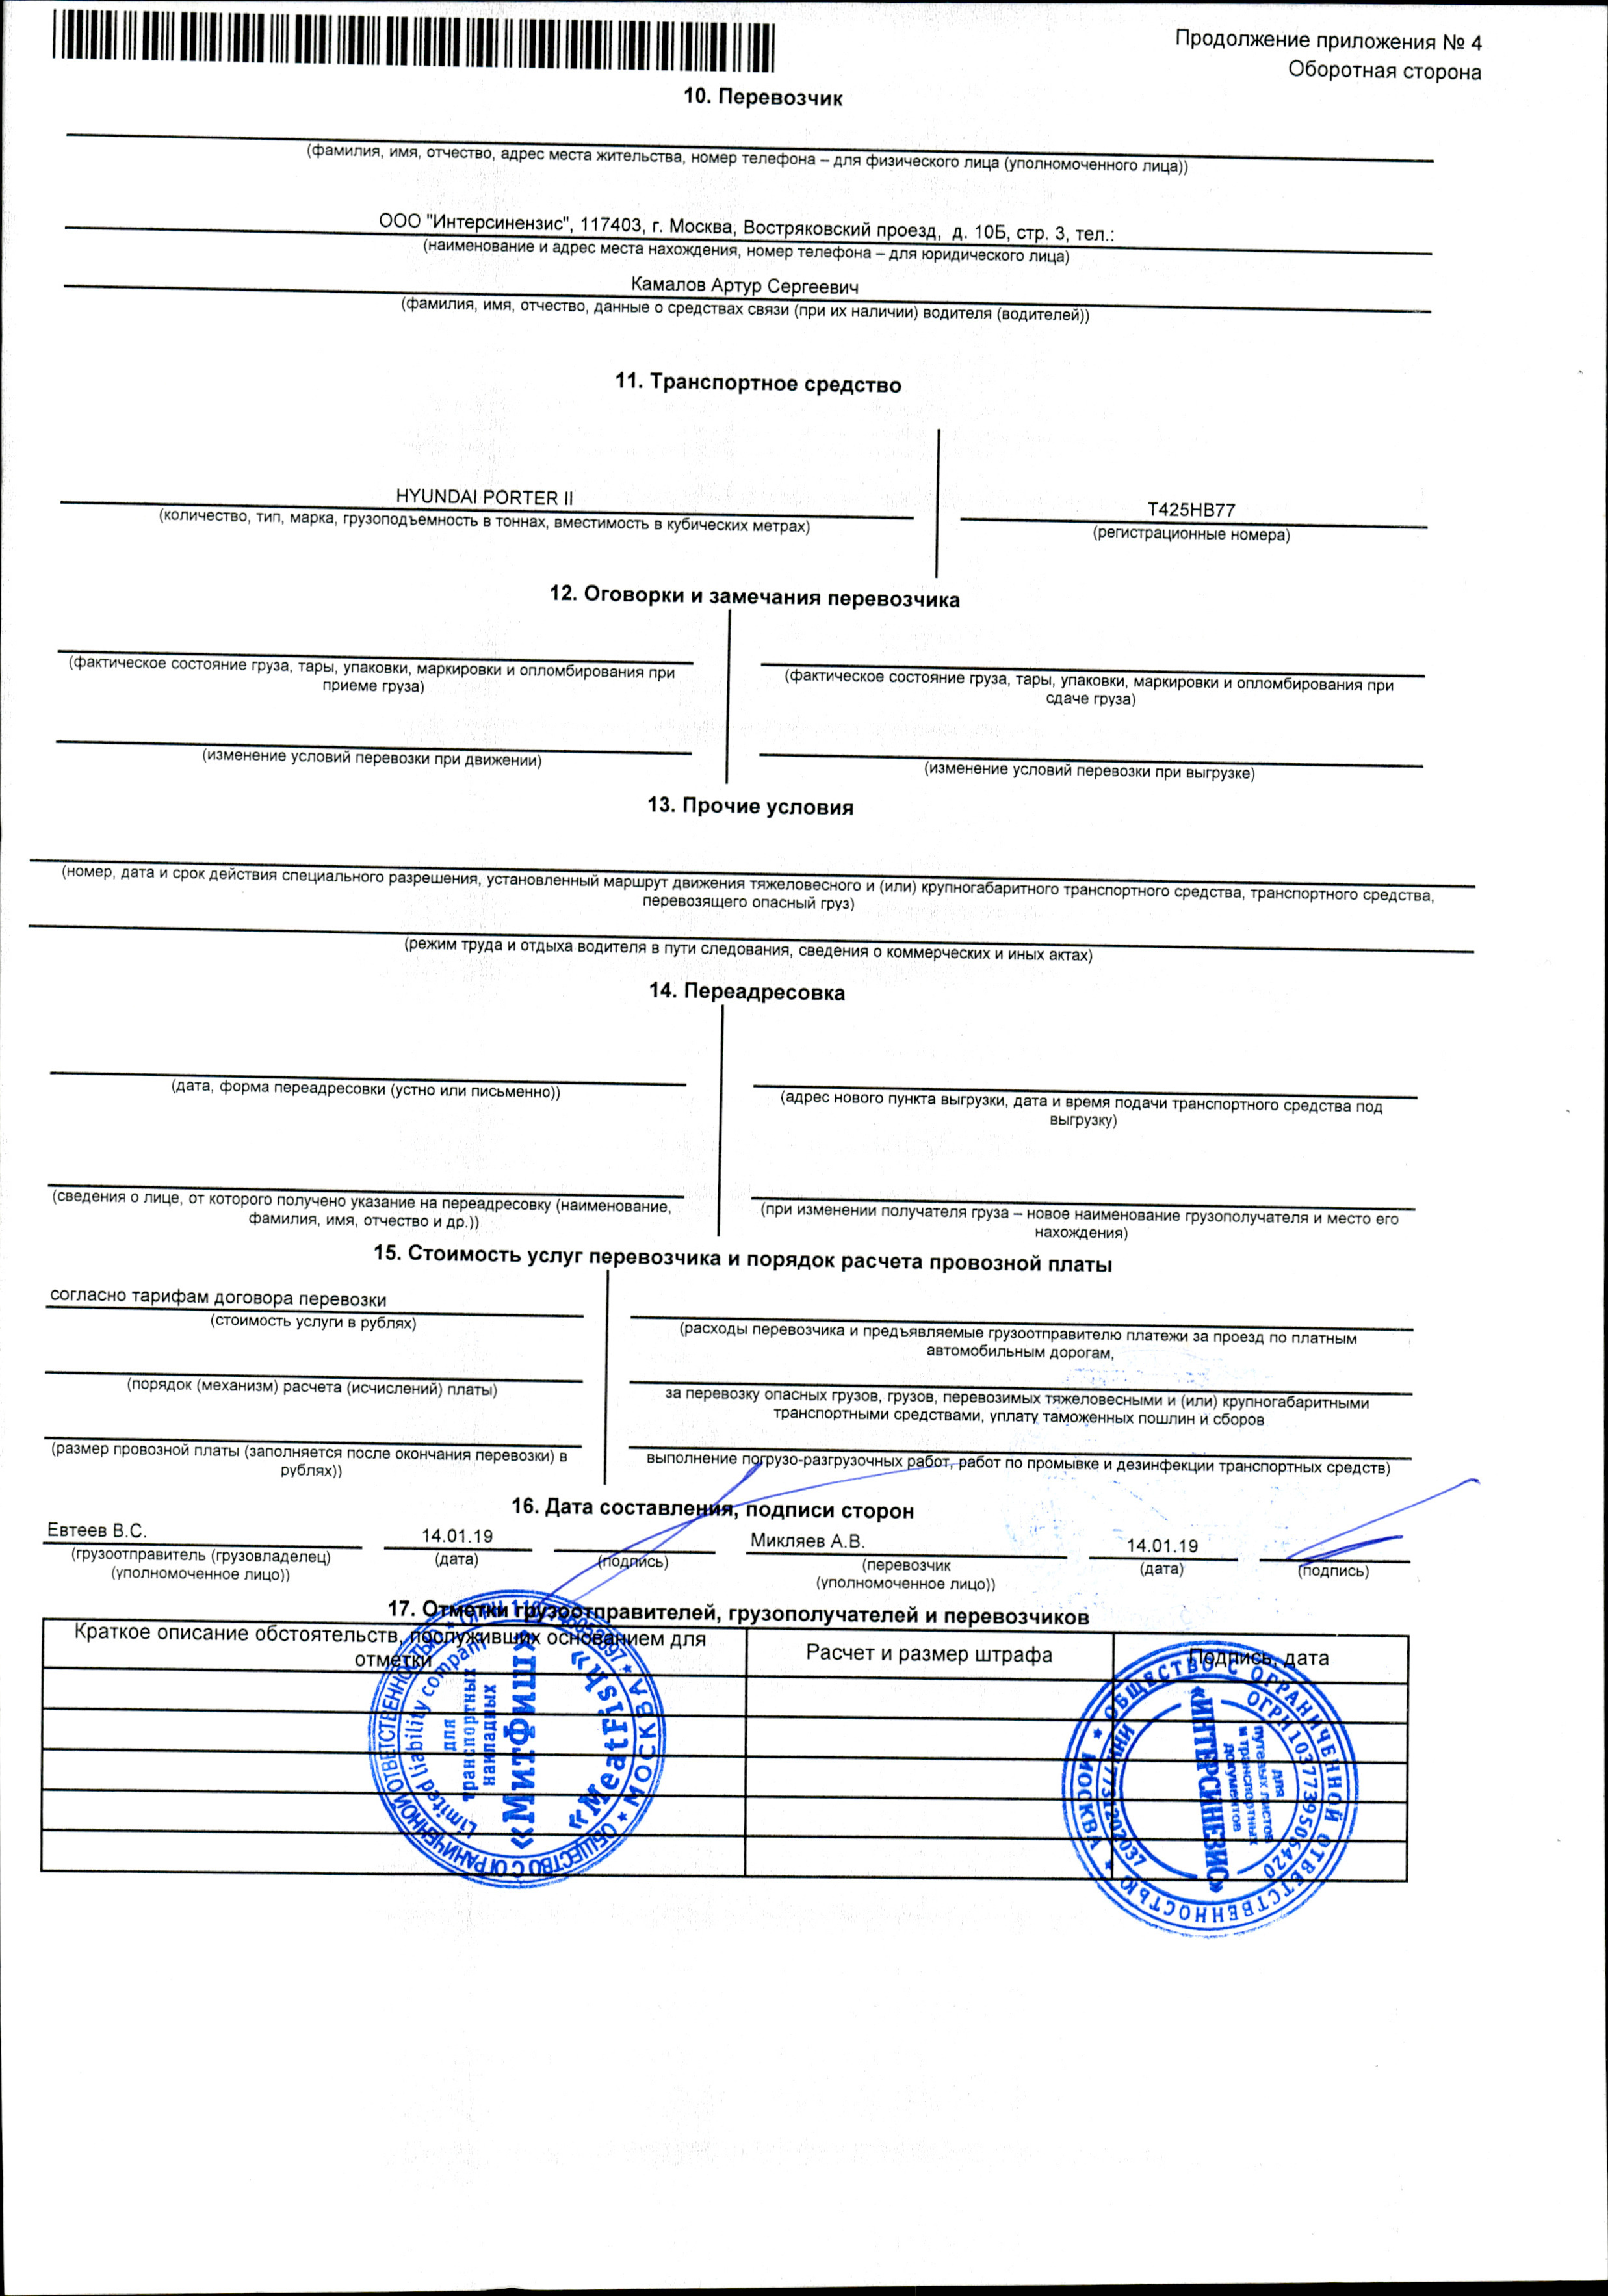 Продолжение приложения № 4
Оборотная сторона
10. Перевозчик
(фамилия, имя, отчество, адрес места жительства, номер телефона – для физического лица (уполномоченного лица))
ООО "Интерсинензис", 117403, г. Москва, Востряковский проезд, д. 10Б, стр. 3, тел.:
(наименование и адрес места нахождения, номер телефона – для юридического лица)
Камалов Артур Сергеевич
(фамилия, имя, отчество, данные о средствах связи (при их наличии) водителя (водителей))
11. Транспортное средство
HYUNDAI PORTER II
(количество, тип, марка, грузоподъемность в тоннах, вместимость в кубических метрах)
Т425НВ77
(регистрационные номера)
12. Оговорки и замечания перевозчика
(фактическое состояние груза, тары, упаковки, маркировки и опломбирования при
приеме груза)
(фактическое состояние груза, тары, упаковки, маркировки и опломбирования при
сдаче груза)
(изменение условий перевозки при движении)
(изменение условий перевозки при выгрузке)
13. Прочие условия
(номер, дата и срок действия специального разрешения, установленный маршрут движения тяжеловесного и (или) крупногабаритного транспортного средства, транспортного средства,
перевозящего опасный груз)
(режим труда и отдыха водителя в пути следования, сведения о коммерческих и иных актах)
14. Переадресовка
(дата, форма переадресовки (устно или письменно))
(адрес нового пункта выгрузки, дата и время подачи транспортного средства под
выгрузку)
(сведения о лице, от которого получено указание на переадресовку (наименование,
фамилия, имя, отчество и др.))
(при изменении получателя груза – новое наименование грузополучателя и место его
нахождения)
15. Стоимость услуг перевозчика и порядок расчета провозной платы
согласно тарифам договора перевозки
(стоимость услуги в рублях)
(расходы перевозчика и предъявляемые грузоотправителю платежи за проезд по платным
автомобильным дорогам,
(порядок (механизм) расчета (исчислений) платы)
за перевозку опасных грузов, грузов, перевозимых тяжеловесными и (или) крупногабаритными
транспортными средствами, уплату таможенных пошлин и сборов
(размер провозной платы (заполняется после окончания перевозки) в
рублях))
выполнение погрузо-разгрузочных работ, работ по промывке и дезинфекции транспортных средств)
16. Дата составления, подписи сторон
Евтеев В.С. 14.01.19 Микляев А.В. 14.01.19
(грузоотправитель (грузовладелец) (дата) (подпись) (перевозчик (дата) (подпись)
(уполномоченное лицо)) (уполномоченное лицо))
17. Отметки грузоотправителей, грузополучателей и перевозчиков
Краткое описание обстоятельств, послуживших основанием для
отметки
Расчет и размер штрафа
Подпись, дата
ОБЩЕСТВО С ОГРАНИЧЕННОЙ ОТВЕТСТВЕННОСТЬЮ
МОСКВА
Limited liability company
для
транспортных
накладных
«МитФиш»
«MeatFish»
ОБЩЕСТВО С ОГРАНИЧЕННОЙ ОТВЕТСТВЕННОСТЬЮ
МОСКВА
ОГРН 1037739506420
ИНН 7731202037
для
путевых листов
и транспортных
документов
«ИНТЕРСИНЕЗИС»